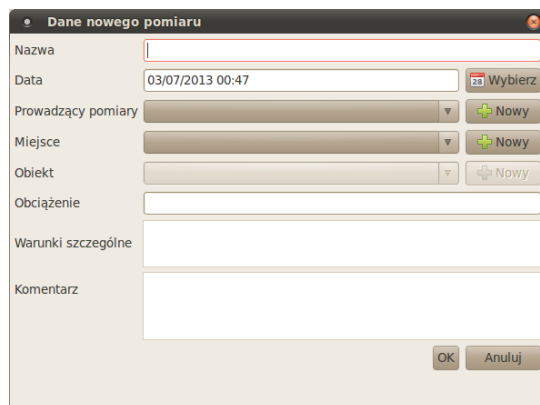 Dane nowego pomiaru
Nazwa
Data 03/07/2013 00:47 28 Wybierz
Prowadzący pomiary Nowy
Miejsce Nowy
Obiekt Nowy
Obciążenie
Warunki szczególne
Komentarz
OK Anuluj